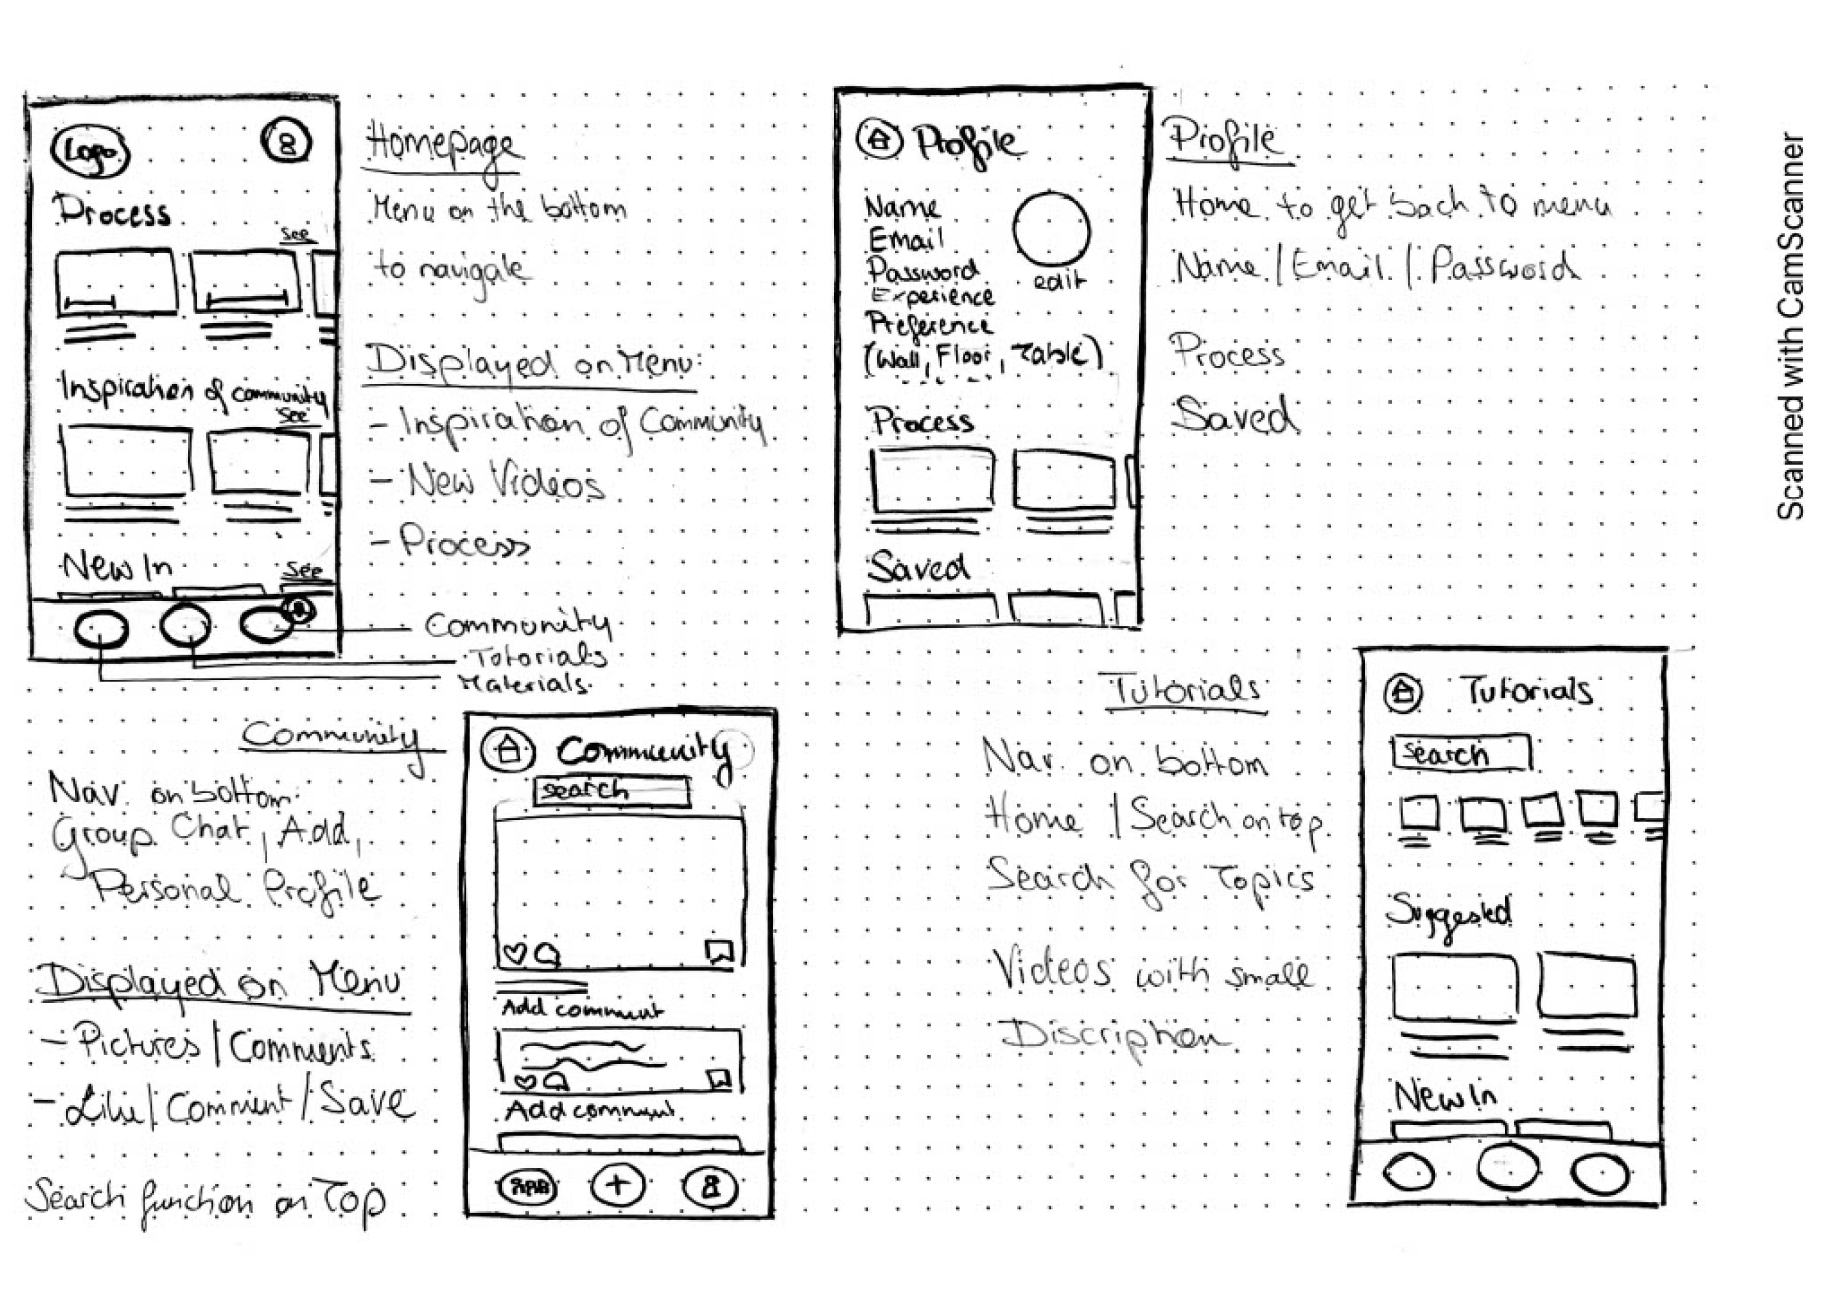 Logo
Process
see
Inspiration of community
see
New In
see
Homepage
Menu on the bottom
to navigate
Displayed on Menu:
- Inspiration of Community
- New Videos
- Process
Community
Totorials
Materials
Profile
Name
Email
Password
edit
Experience
Preference
(Wall, Floor, Table)
Process
Saved
Profile
Home to get back to menu
Name / Email / Password
Process
Saved
Community
Nav. on bottom:
Group Chat, Add,
Personal Profile
Displayed on Menu
- Pictures / Comments
- Like / Comment / Save
Search function on Top
Community
search
Add comment
Add comment
Tutorials
Nav. on bottom
Home / Search on top
Search for Topics
Videos with small
Discription
Tutorials
search
Suggested
New In
Scanned with CamScanner